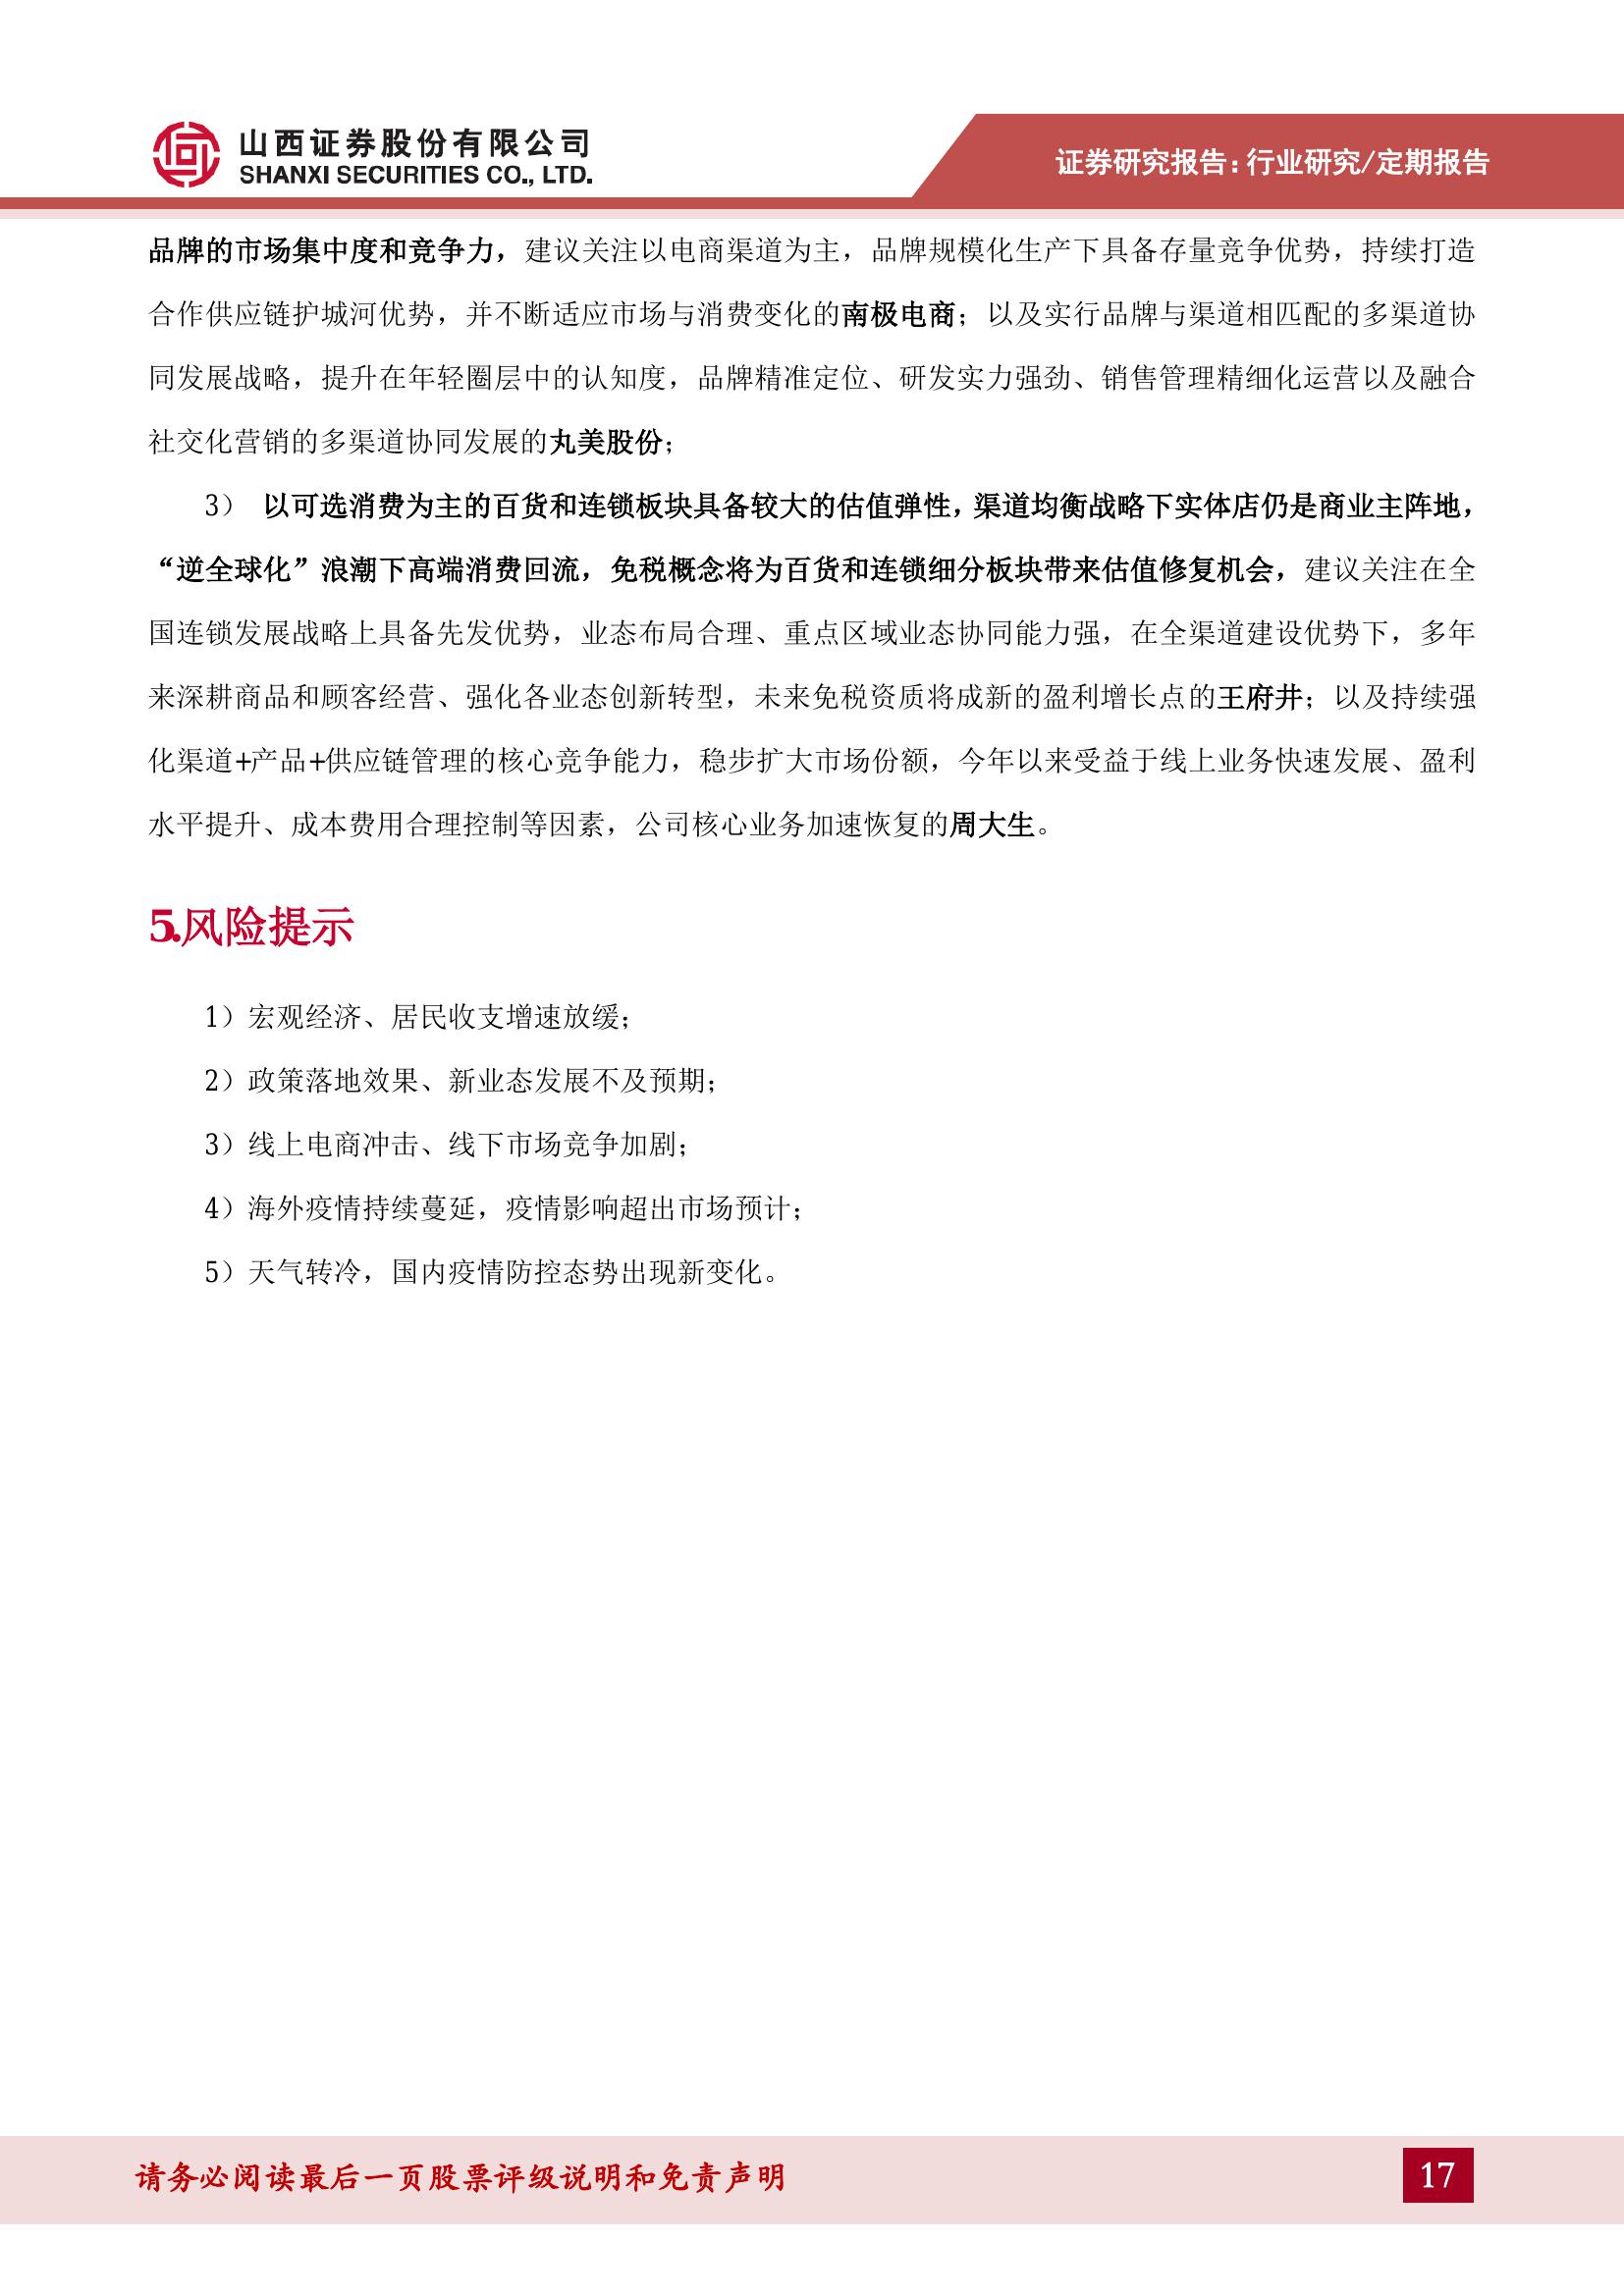 山西证券股份有限公司
SHANXI SECURITIES CO., LTD.
证券研究报告：行业研究/定期报告
品牌的市场集中度和竞争力，建议关注以电商渠道为主，品牌规模化生产下具备存量竞争优势，持续打造
合作供应链护城河优势，并不断适应市场与消费变化的南极电商；以及实行品牌与渠道相匹配的多渠道协
同发展战略，提升在年轻圈层中的认知度，品牌精准定位、研发实力强劲、销售管理精细化运营以及融合
社交化营销的多渠道协同发展的丸美股份；
3） 以可选消费为主的百货和连锁板块具备较大的估值弹性，渠道均衡战略下实体店仍是商业主阵地，
“逆全球化”浪潮下高端消费回流，免税概念将为百货和连锁细分板块带来估值修复机会，建议关注在全
国连锁发展战略上具备先发优势，业态布局合理、重点区域业态协同能力强，在全渠道建设优势下，多年
来深耕商品和顾客经营、强化各业态创新转型，未来免税资质将成新的盈利增长点的王府井；以及持续强
化渠道+产品+供应链管理的核心竞争能力，稳步扩大市场份额，今年以来受益于线上业务快速发展、盈利
水平提升、成本费用合理控制等因素，公司核心业务加速恢复的周大生。
5.风险提示
1）宏观经济、居民收支增速放缓；
2）政策落地效果、新业态发展不及预期；
3）线上电商冲击、线下市场竞争加剧；
4）海外疫情持续蔓延，疫情影响超出市场预计；
5）天气转冷，国内疫情防控态势出现新变化。
请务必阅读最后一页股票评级说明和免责声明
17